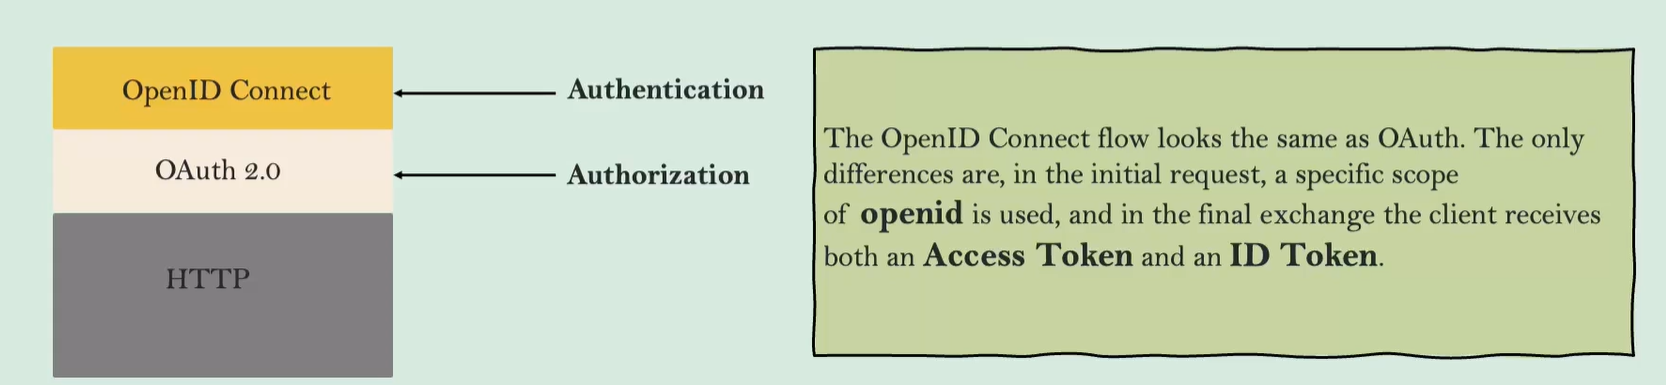 OpenID Connect
Authentication
OAuth 2.0
Authorization
HTTP
The OpenID Connect flow looks the same as OAuth. The only
differences are, in the initial request, a specific scope
of openid is used, and in the final exchange the client receives
both an Access Token and an ID Token.